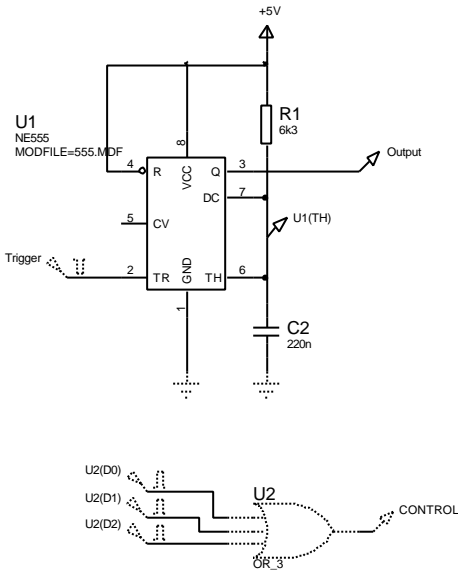 +5V
U1
NE555
MODFILE=555.MDF
R1
6k3
8
4
R
VCC
Q
3
Output
DC
7
5
CV
U1(TH)
Trigger
2
TR
GND
TH
6
1
C2
220n
U2(D0)
U2(D1)
U2(D2)
U2
CONTROL
OR_3